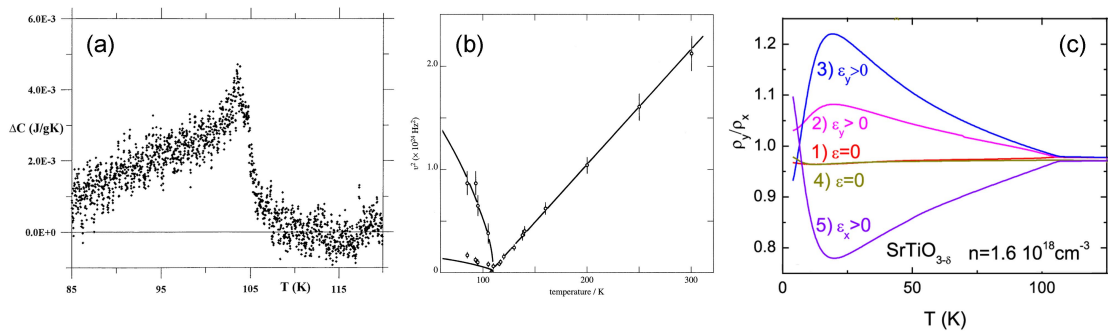 (a)
6.0E-3
4.0E-3
ΔC (J/gK)
2.0E-3
0.0E+0
85
95
105
115
T (K)
(b)
2.0
1.0
0
ν² (× 10²⁴ Hz²)
100
200
300
temperature / K
(c)
1.2
1.1
1.0
0.9
0.8
ρy/ρx
3) εy>0
2) εy> 0
1) ε=0
4) ε=0
5) εx>0
SrTiO3-δ n=1.6 10¹⁸cm⁻³
0
50
100
T (K)